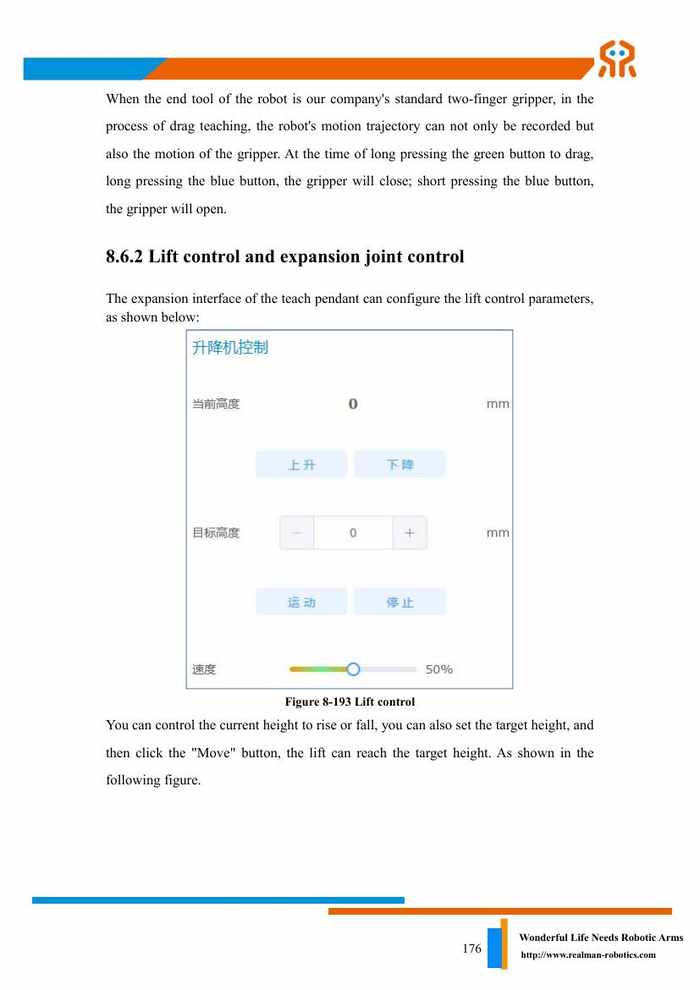 When the end tool of the robot is our company's standard two-finger gripper, in the
process of drag teaching, the robot's motion trajectory can not only be recorded but
also the motion of the gripper. At the time of long pressing the green button to drag,
long pressing the blue button, the gripper will close; short pressing the blue button,
the gripper will open.
8.6.2 Lift control and expansion joint control
The expansion interface of the teach pendant can configure the lift control parameters,
as shown below:
升降机控制
当前高度 0 mm
上升 下降
目标高度 － 0 + mm
运动 停止
速度 50%
Figure 8-193 Lift control
You can control the current height to rise or fall, you can also set the target height, and
then click the "Move" button, the lift can reach the target height. As shown in the
following figure.
176
Wonderful Life Needs Robotic Arms
http://www.realman-robotics.com